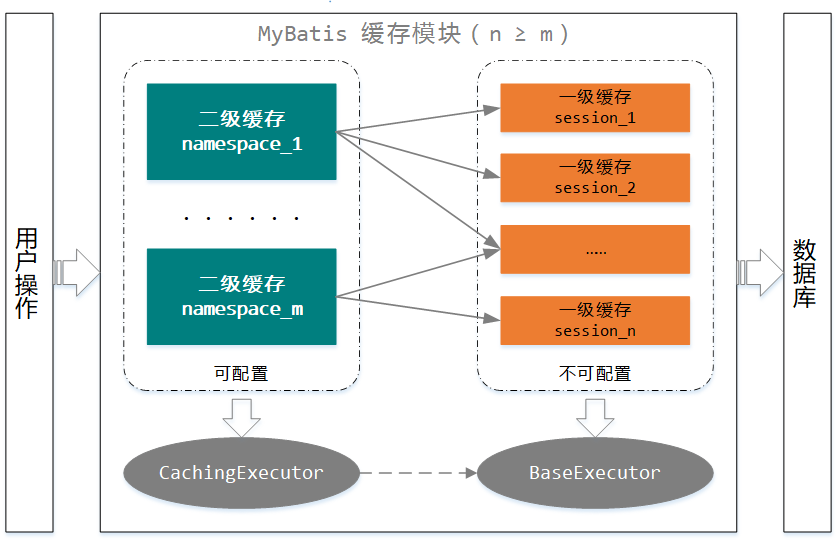 MyBatis 缓存模块（n ≥ m）
用户操作
二级缓存
namespace_1
······
二级缓存
namespace_m
可配置
一级缓存
session_1
一级缓存
session_2
·····
一级缓存
session_n
不可配置
CachingExecutor
BaseExecutor
数据库